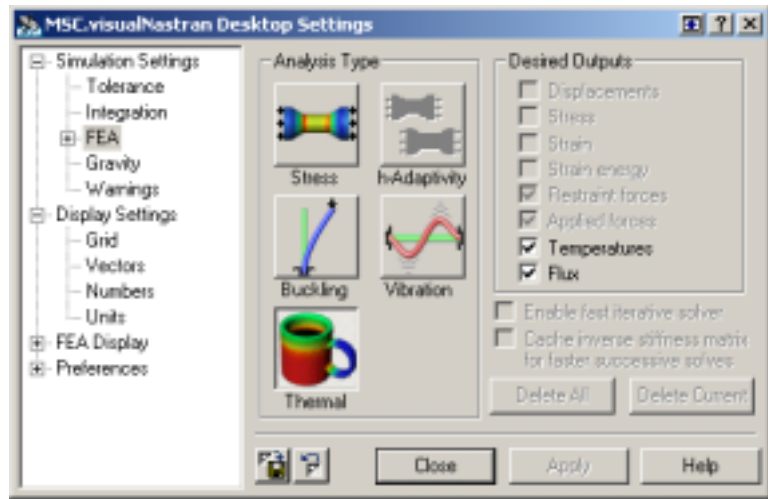 MSC.visualNastran Desktop Settings
Simulation Settings
Tolerance
Integration
FEA
Gravity
Warnings
Display Settings
Grid
Vectors
Numbers
Units
FEA Display
Preferences
Analysis Type
Stress
h-Adaptivity
Buckling
Vibration
Thermal
Desired Outputs
Displacements
Stress
Strain
Strain energy
Restraint forces
Applied forces
Temperatures
Flux
Enable fast iterative solver
Cache inverse stiffness matrix
for faster successive solves
Delete All
Delete Current
Close
Apply
Help